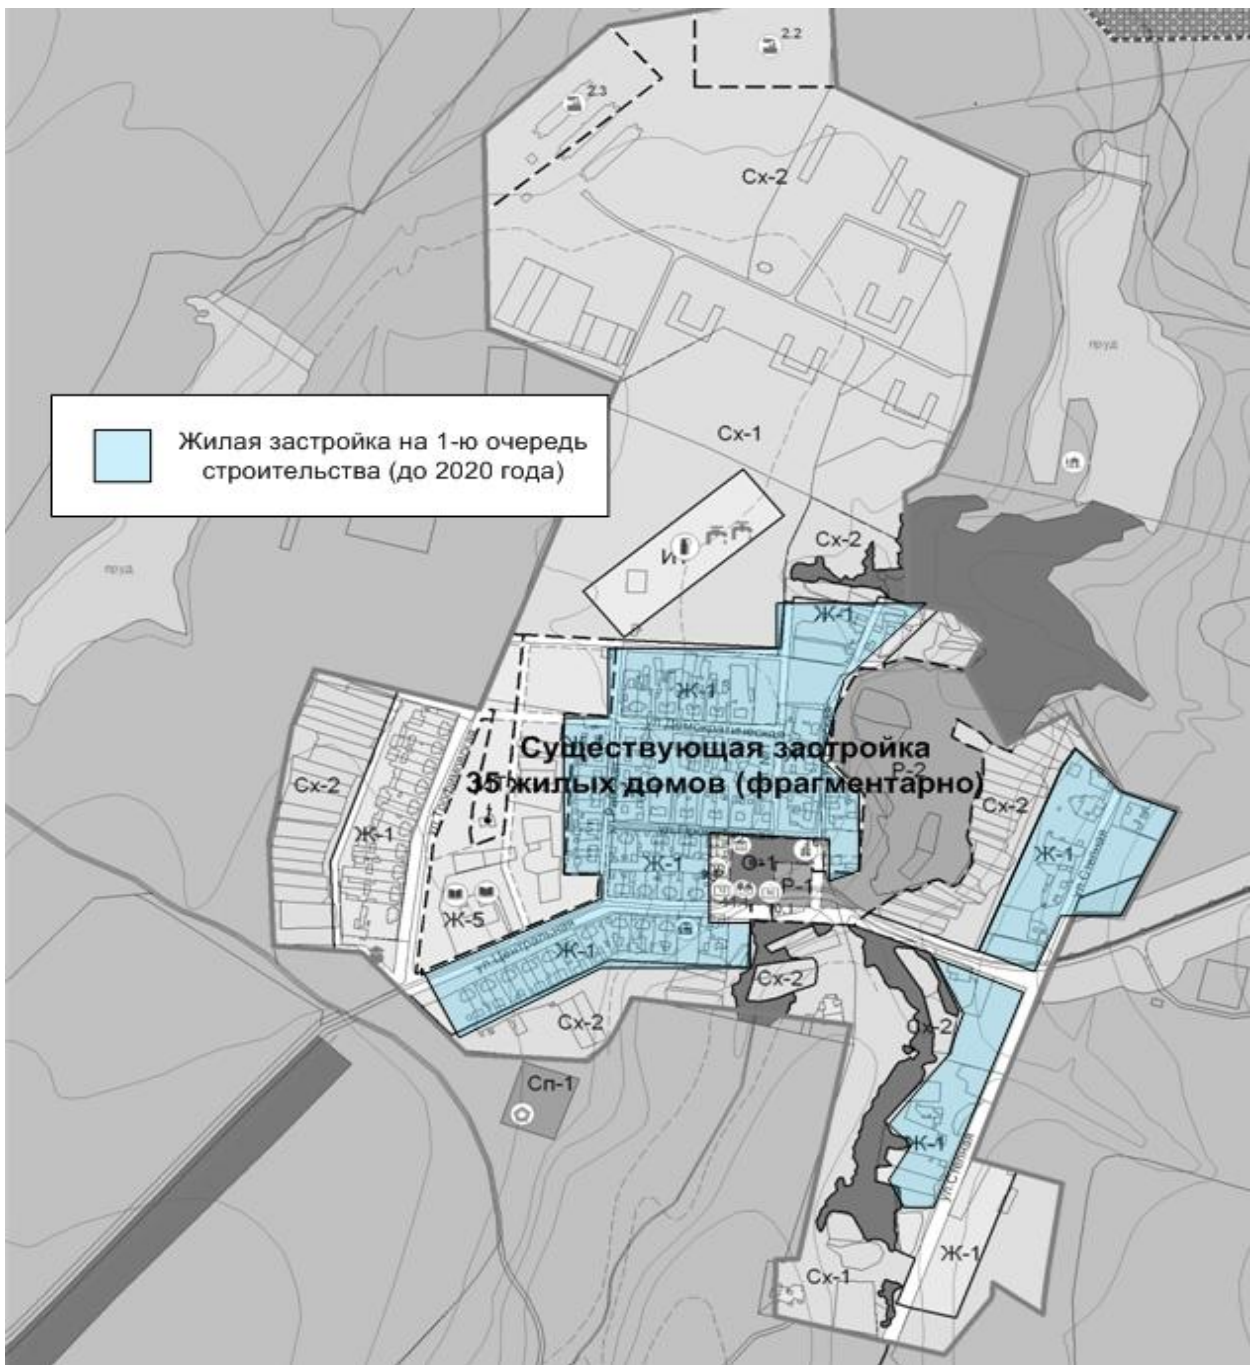 2.2
2.3
Сх-2
пруд
Жилая застройка на 1-ю очередь
строительства (до 2020 года)
Сх-1
Сх-2
пруд
Ж-1
Ж-1
Существующая застройка
35 жилых домов (фрагментарно)
Р-2
Сх-2
Сх-2
Ж-1
Ж-1
О-1
Р-1
Ж-1
ул.Степная
Ж-5
ул.Центральная
Ж-1
Сх-2
Сх-2
Сх-2
Сп-1
Ж-1
ул.Степная
Ж-1
Сх-1